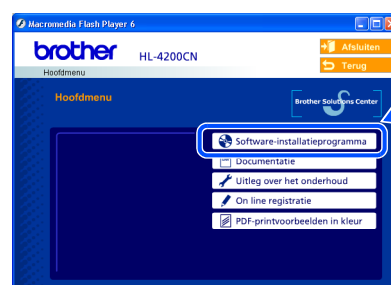 Macromedia Flash Player 6
brother
HL-4200CN
Afsluiten
Terug
Hoofdmenu
Hoofdmenu
Brother Solutions Center
Software-installatieprogramma
Documentatie
Uitleg over het onderhoud
On line registratie
PDF-printvoorbeelden in kleur